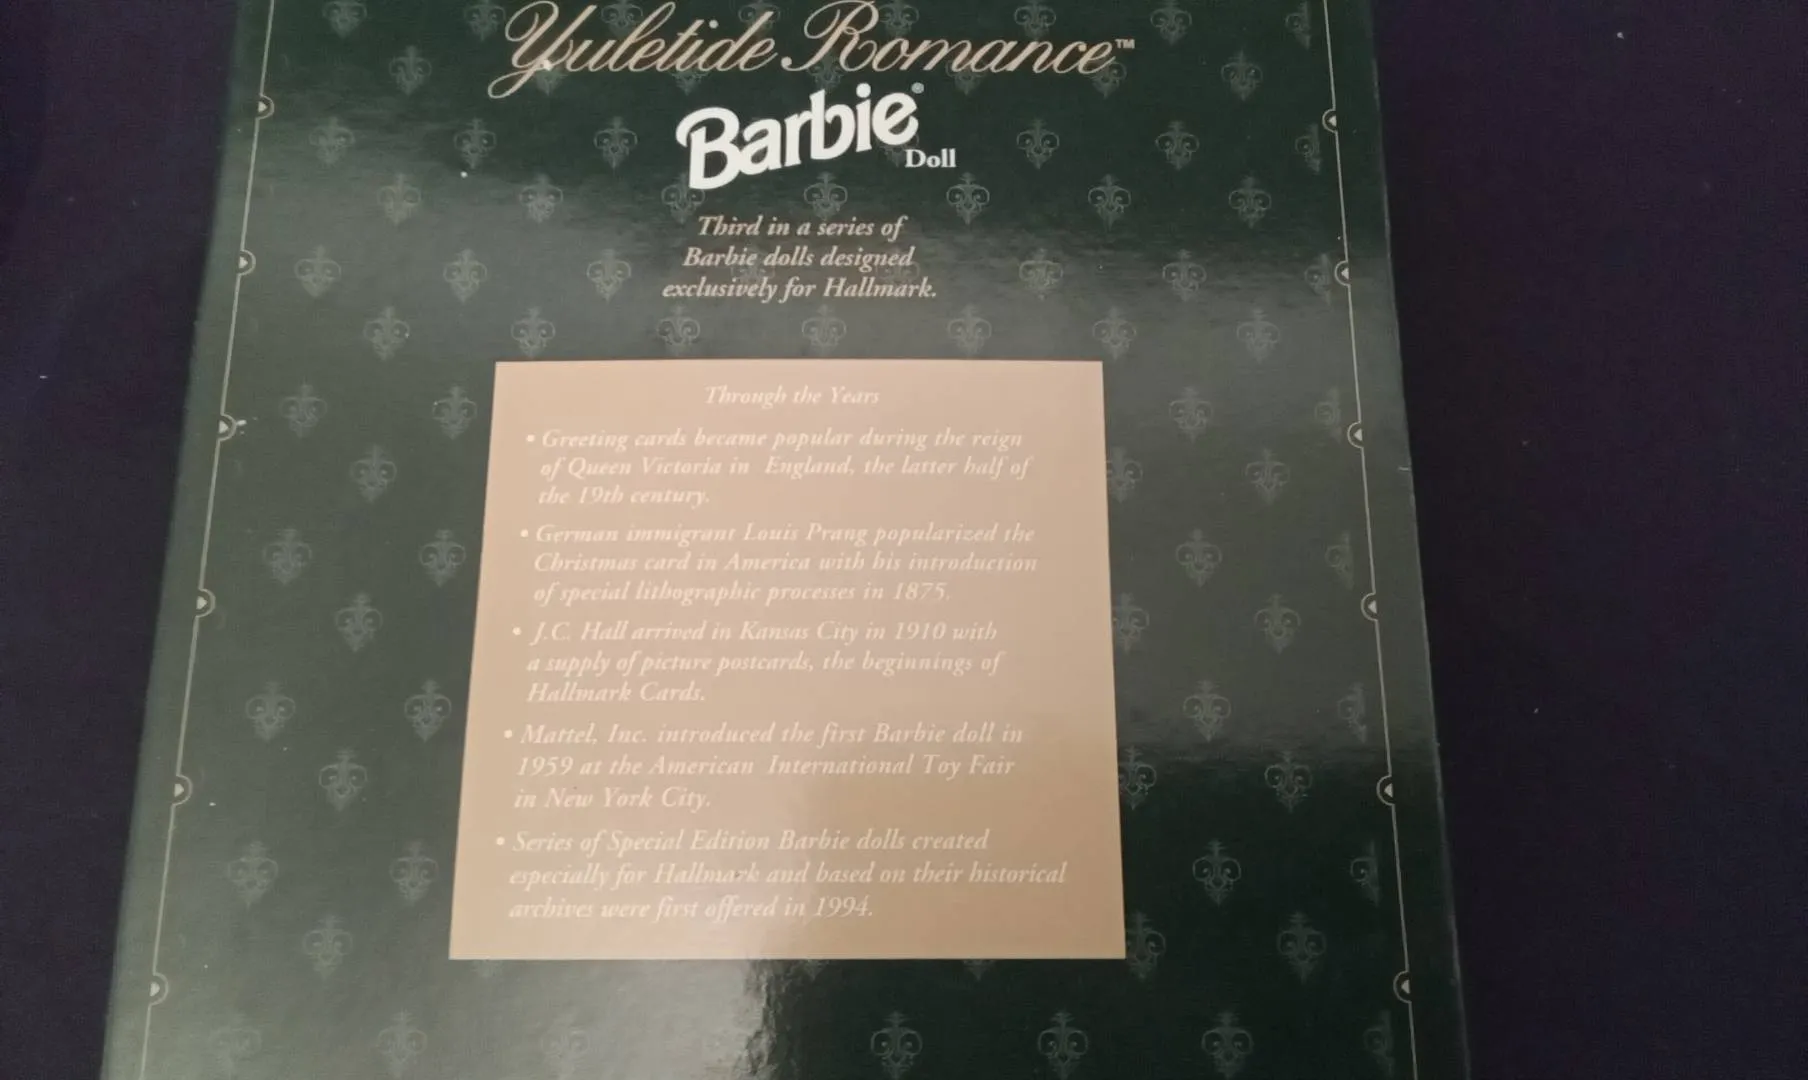 Yuletide Romance™
Barbie® Doll
Third in a series of
Barbie dolls designed
exclusively for Hallmark.
Through the Years
• Greeting cards became popular during the reign
of Queen Victoria in England, the latter half of
the 19th century.
• German immigrant Louis Prang popularized the
Christmas card in America with his introduction
of special lithographic processes in 1875.
• J.C. Hall arrived in Kansas City in 1910 with
a supply of picture postcards, the beginnings of
Hallmark Cards.
• Mattel, Inc. introduced the first Barbie doll in
1959 at the American International Toy Fair
in New York City.
• Series of Special Edition Barbie dolls created
especially for Hallmark and based on their historical
archives were first offered in 1994.